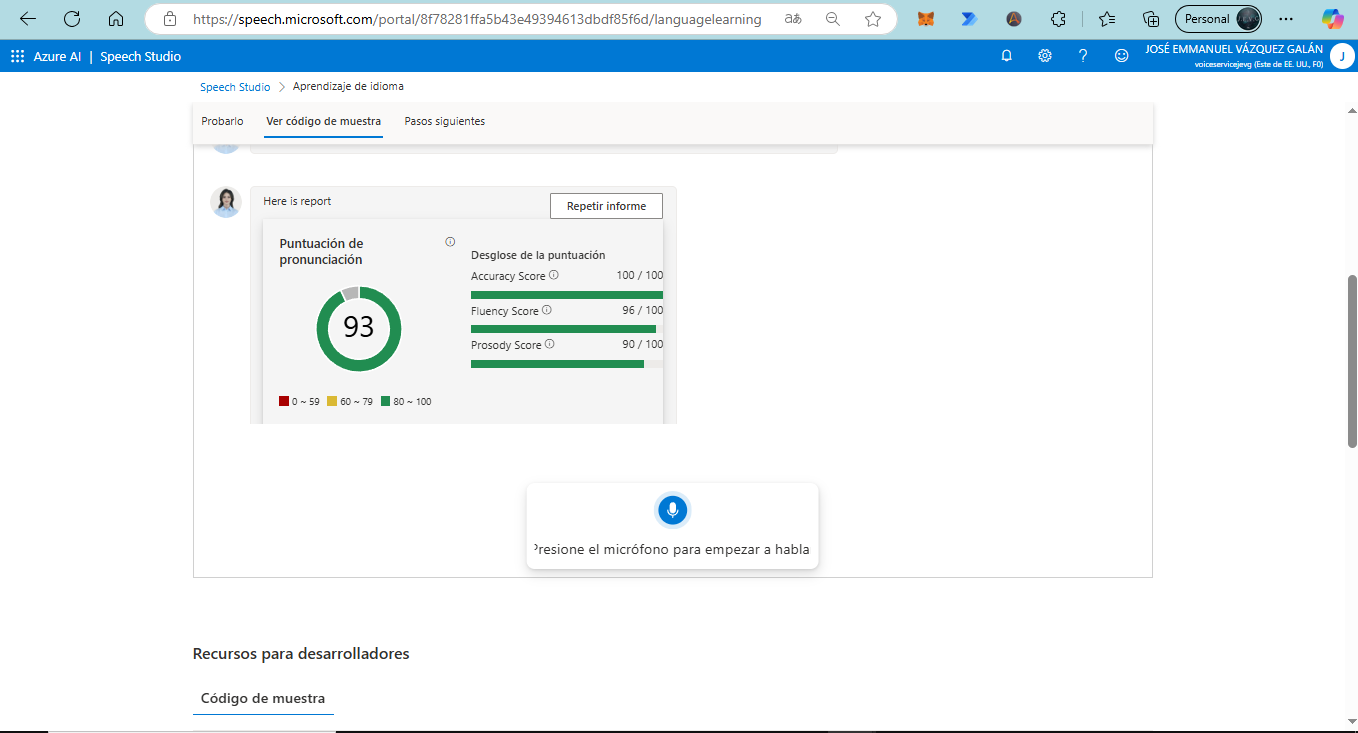 https://speech.microsoft.com/portal/8f78281ffa5b43e49394613dbdf85f6d/languagelearning
Personal
Azure AI | Speech Studio
JOSÉ EMMANUEL VÁZQUEZ GALÁN
voiceservicejevg (Este de EE. UU., F0)
J
Speech Studio > Aprendizaje de idioma
Probarlo Ver código de muestra Pasos siguientes
Here is report
Repetir informe
Puntuación de
pronunciación
93
0 ~ 59 60 ~ 79 80 ~ 100
Desglose de la puntuación
Accuracy Score 100 / 100
Fluency Score 96 / 100
Prosody Score 90 / 100
Presione el micrófono para empezar a habla
Recursos para desarrolladores
Código de muestra